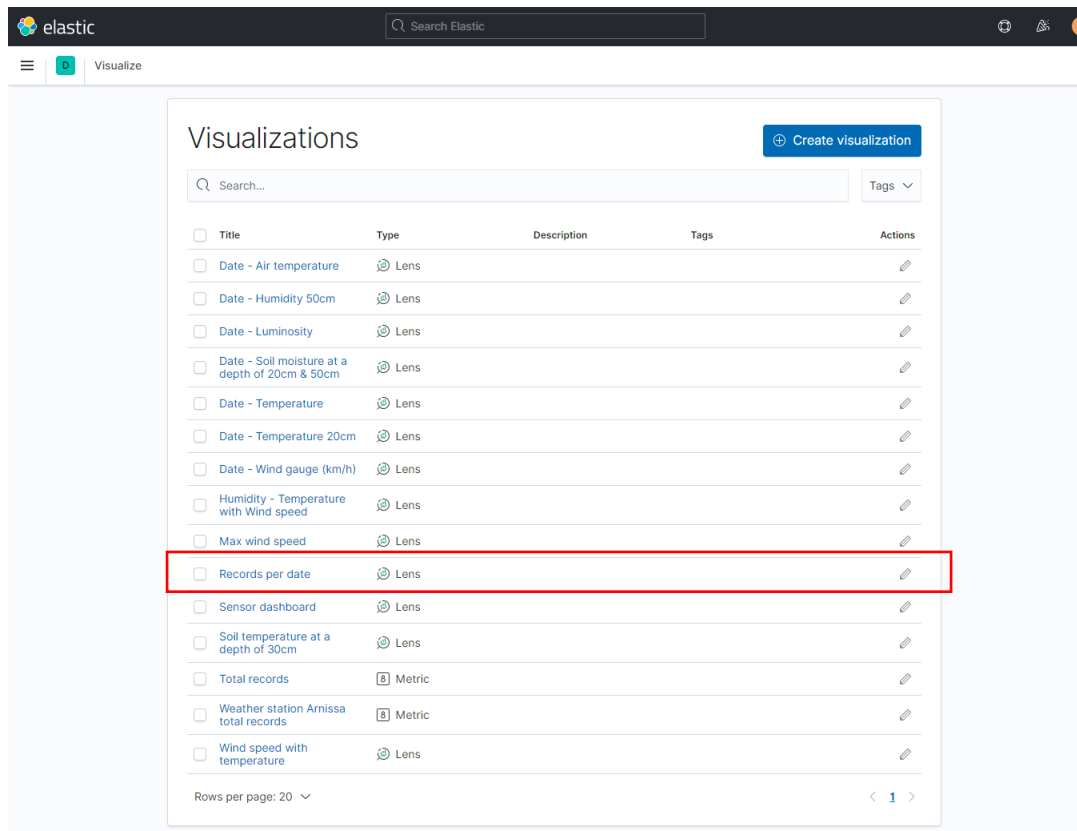 elastic
Search Elastic
D Visualize
Visualizations
Create visualization
Search...
Tags
Title Type Description Tags Actions
Date - Air temperature Lens
Date - Humidity 50cm Lens
Date - Luminosity Lens
Date - Soil moisture at a
depth of 20cm & 50cm Lens
Date - Temperature Lens
Date - Temperature 20cm Lens
Date - Wind gauge (km/h) Lens
Humidity - Temperature
with Wind speed Lens
Max wind speed Lens
Records per date Lens
Sensor dashboard Lens
Soil temperature at a
depth of 30cm Lens
Total records 8 Metric
Weather station Arnissa
total records 8 Metric
Wind speed with
temperature Lens
Rows per page: 20
1